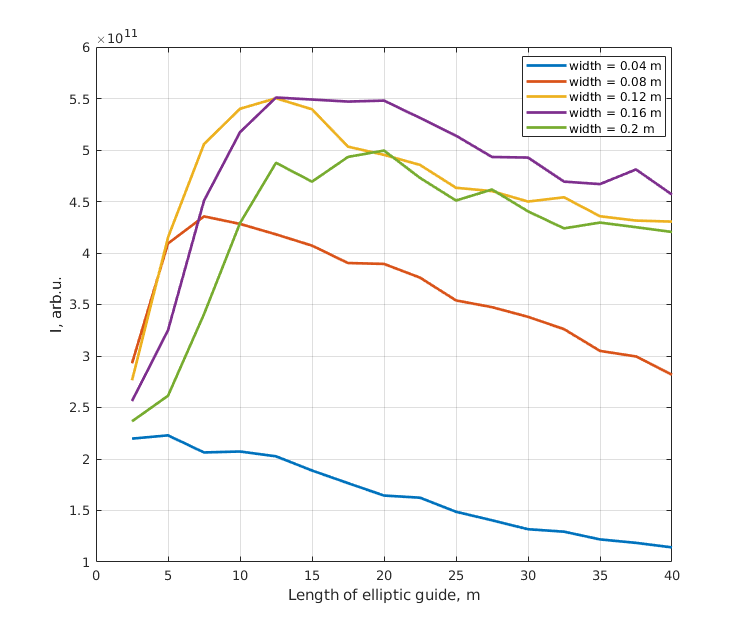 ×10^11
6
5.5
5
4.5
4
3.5
3
2.5
2
1.5
1
I, arb.u.
width = 0.04 m
width = 0.08 m
width = 0.12 m
width = 0.16 m
width = 0.2 m
0 5 10 15 20 25 30 35 40
Length of elliptic guide, m